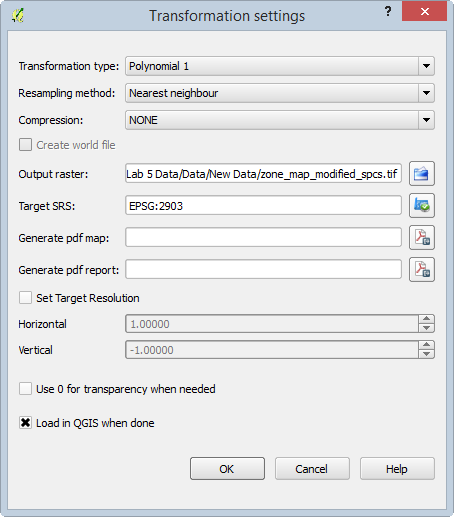 Transformation settings
?
Transformation type: Polynomial 1
Resampling method: Nearest neighbour
Compression: NONE
Create world file
Output raster: Lab 5 Data/Data/New Data/zone_map_modified_spcs.tif
Target SRS: EPSG:2903
Generate pdf map:
Generate pdf report:
Set Target Resolution
Horizontal 1.00000
Vertical -1.00000
Use 0 for transparency when needed
Load in QGIS when done
OK Cancel Help